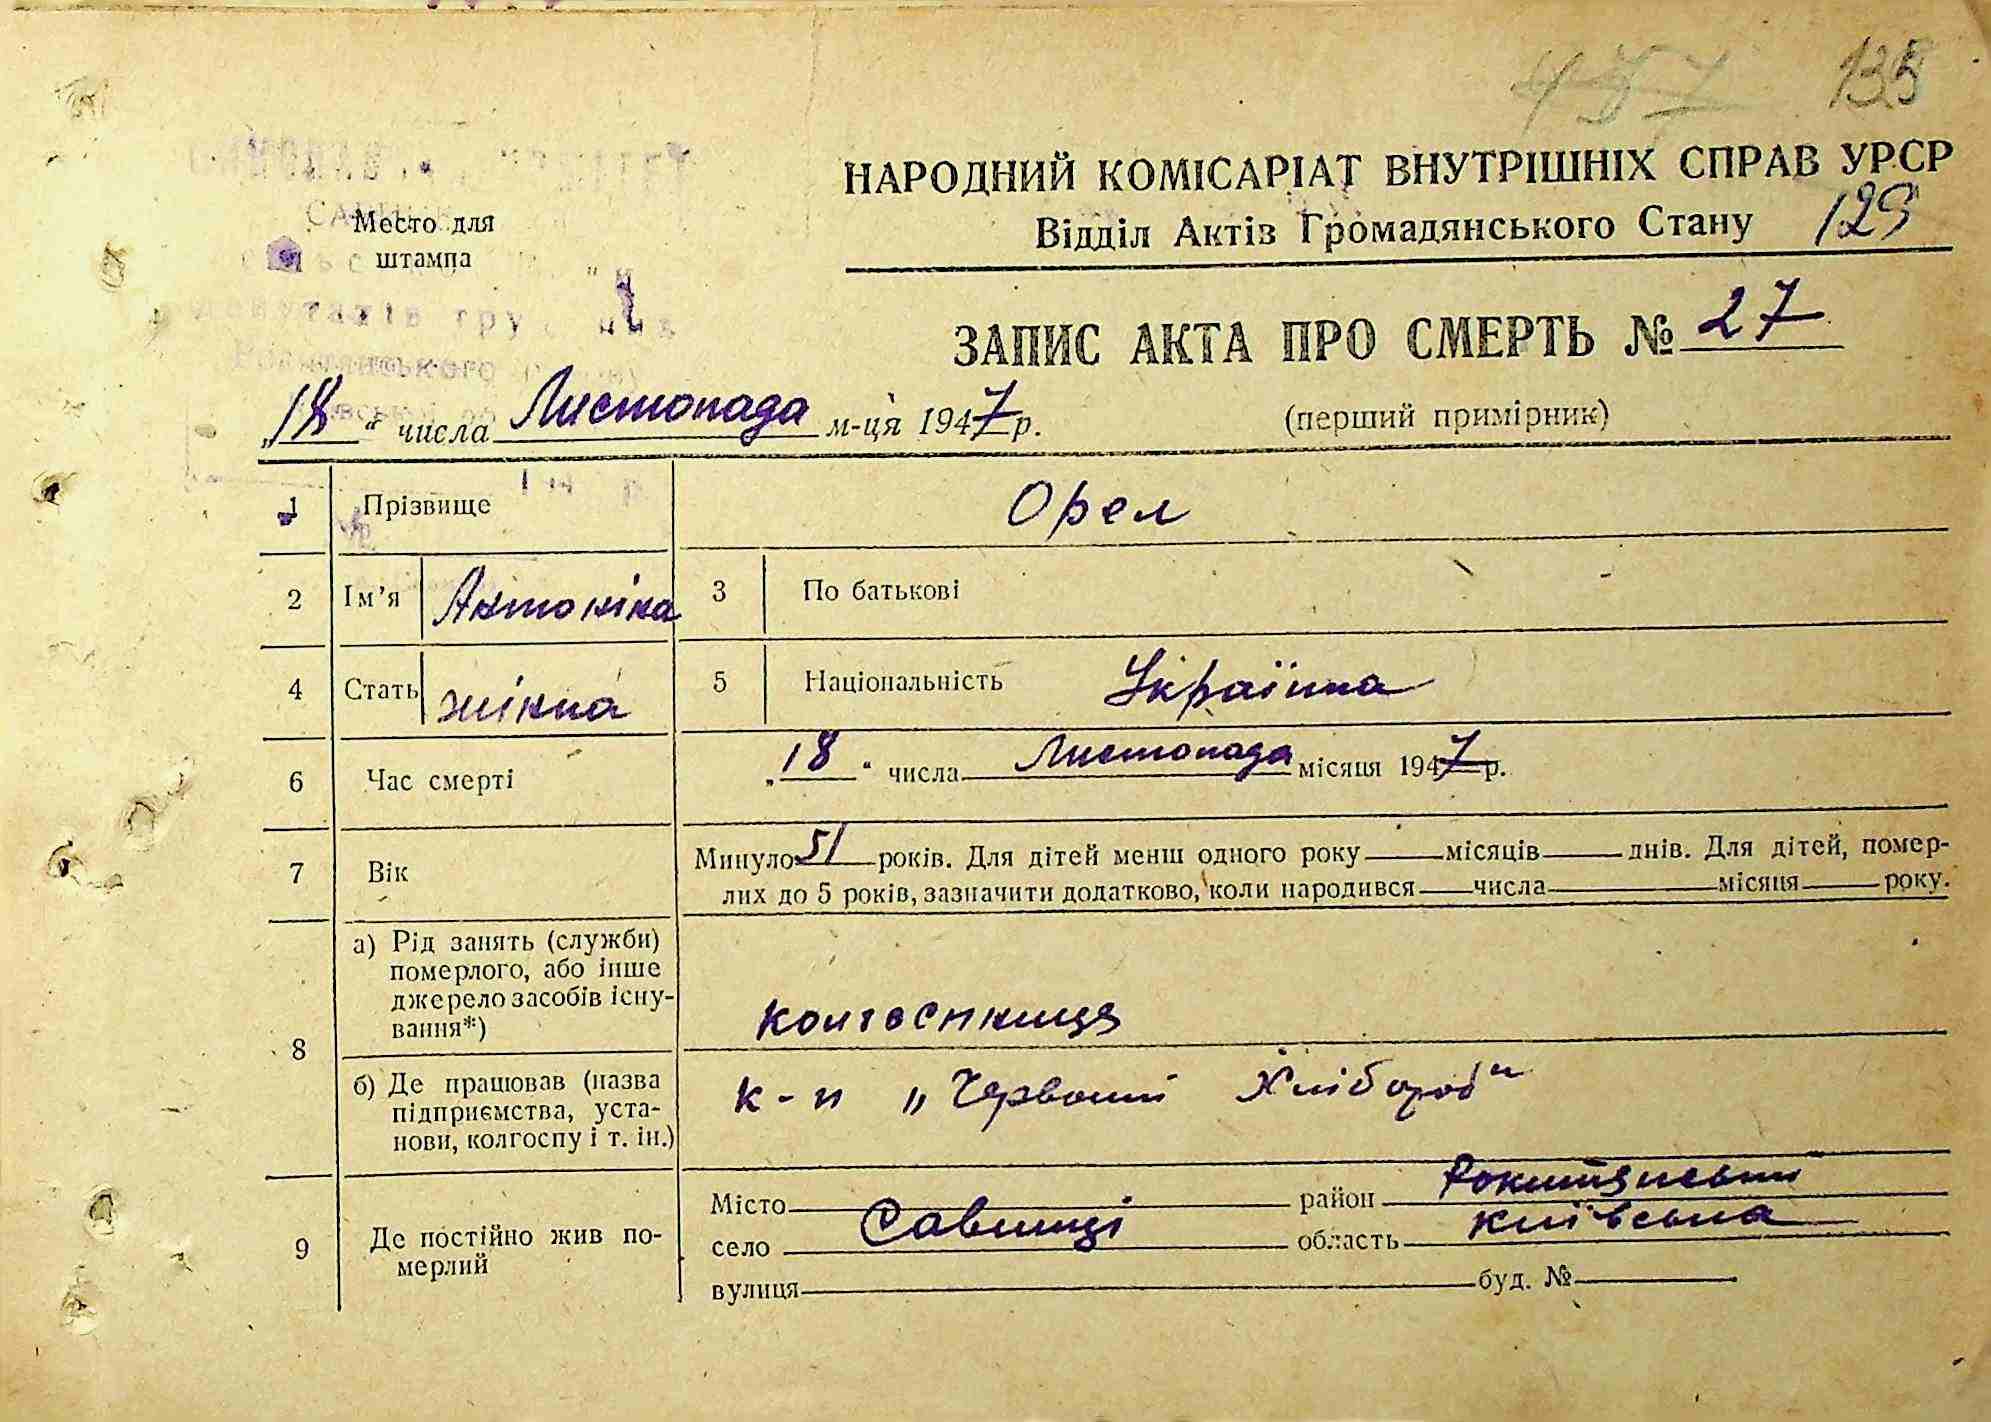 135
НАРОДНИЙ КОМІСАРІАТ ВНУТРІШНІХ СПРАВ УРСР
Відділ Актів Громадянського Стану 129
Место для
штампа
ЗАПИС АКТА ПРО СМЕРТЬ № 27
„18“ числа Листопада м-ця 1947 р. (перший примірник)
1 Прізвище Орел
2 Ім’я Антоніна 3 По батькові
4 Стать жінка 5 Національність Українка
6 Час смерті „18“ числа Листопада місяця 1947 р.
7 Вік Минуло 51 років. Для дітей менш одного року — місяців — днів. Для дітей, помер-
лих до 5 років, зазначити додатково, коли народився — числа — місяця — року.
8 а) Рід занять (служби)
померлого, або інше
джерело засобів існу-
вання*) колгоспниця
б) Де працював (назва
підприємства, уста-
нови, колгоспу і т. ін.) к-п „Червоний Хлібороб“
9 Де постійно жив по-
мерлий
Місто район Рокитянський
село Савинці область Київська
вулиця буд. №